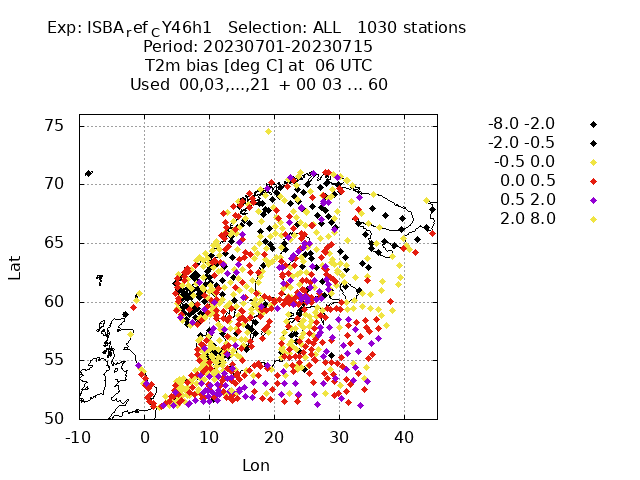 Exp: ISBA_ref_CY46h1   Selection: ALL   1030 stations
Period: 20230701-20230715
T2m bias [deg C] at  06 UTC
Used  00,03,...,21  + 00 03 ... 60
-8.0 -2.0
-2.0 -0.5
-0.5 0.0
0.0 0.5
0.5 2.0
2.0 8.0
75
70
65
60
55
50
Lat
-10 0 10 20 30 40
Lon